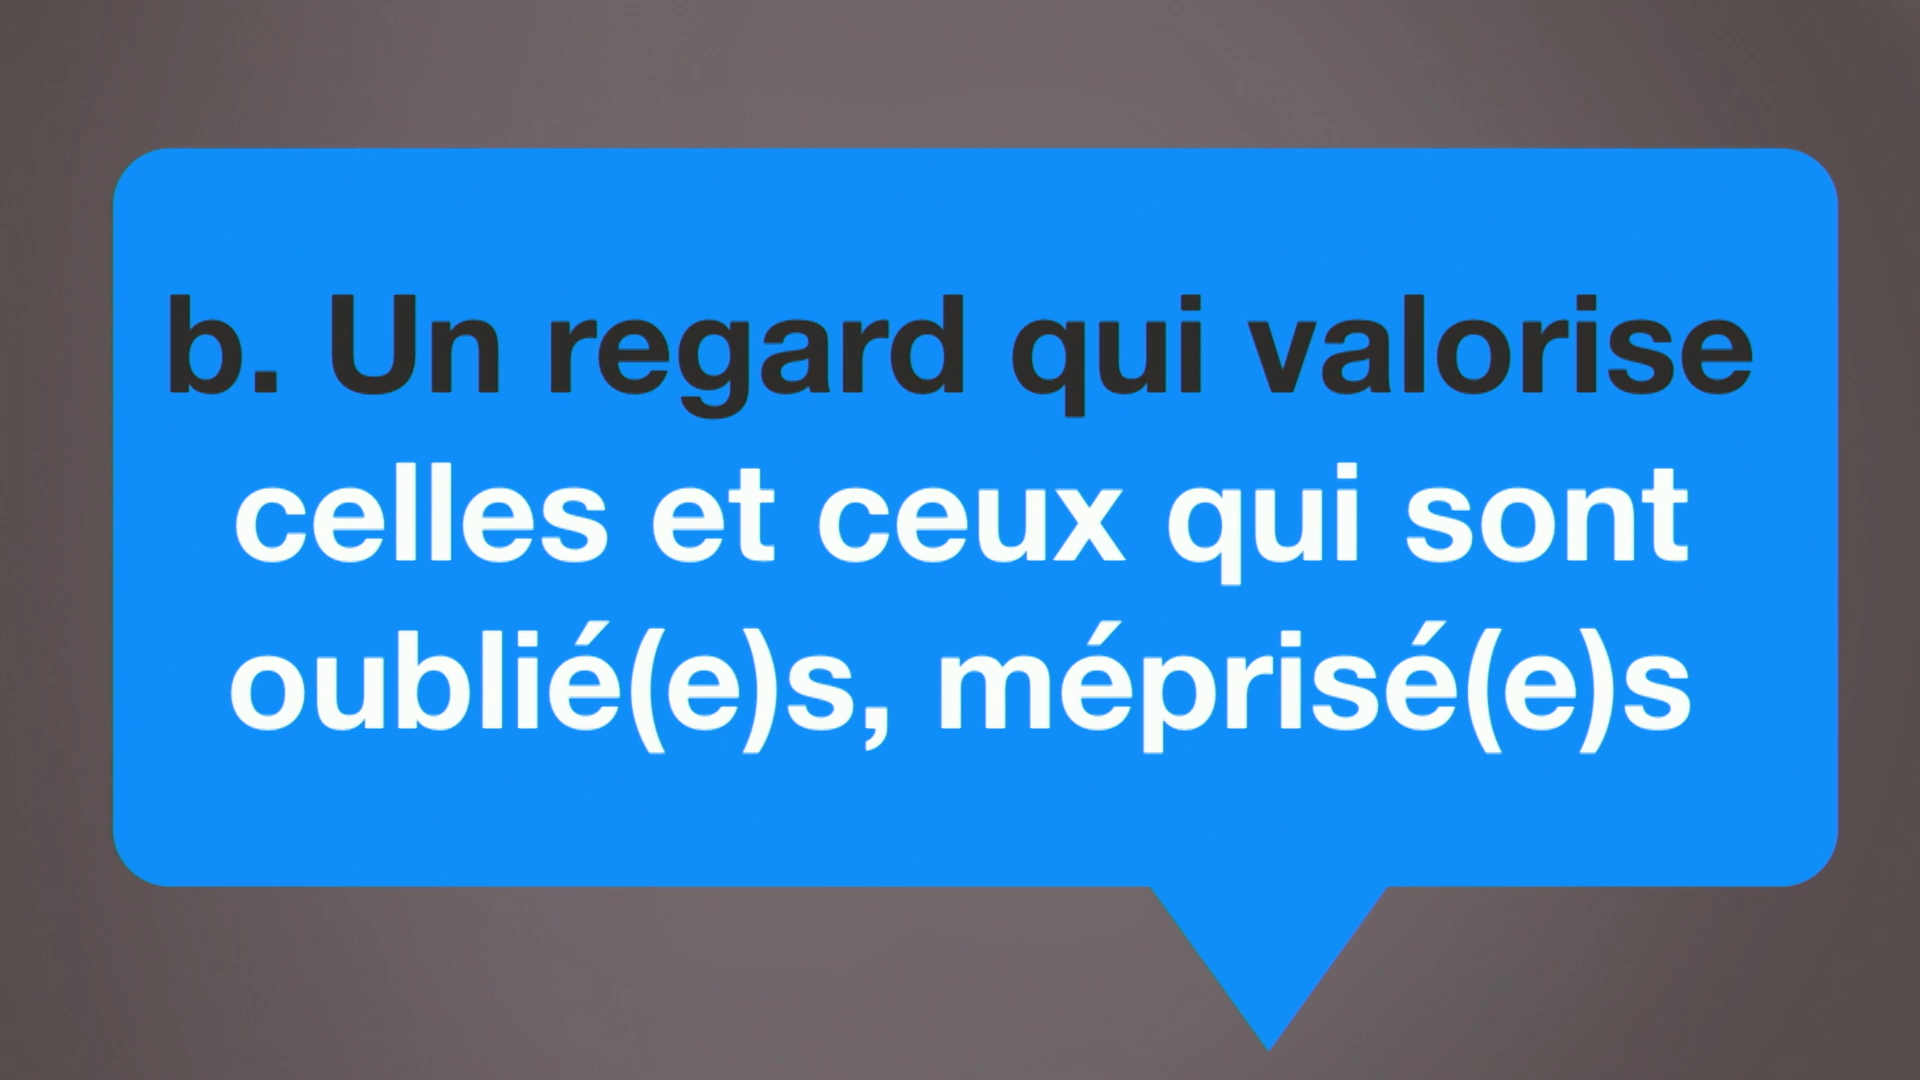 b. Un regard qui valorise
celles et ceux qui sont
oublié(e)s, méprisé(e)s